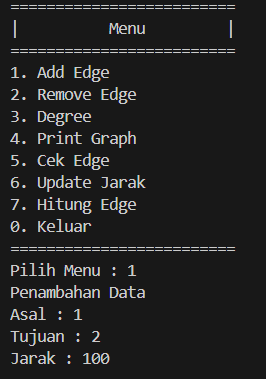 =========================
|          Menu         |
=========================
1. Add Edge
2. Remove Edge
3. Degree
4. Print Graph
5. Cek Edge
6. Update Jarak
7. Hitung Edge
0. Keluar
=========================
Pilih Menu : 1
Penambahan Data
Asal : 1
Tujuan : 2
Jarak : 100